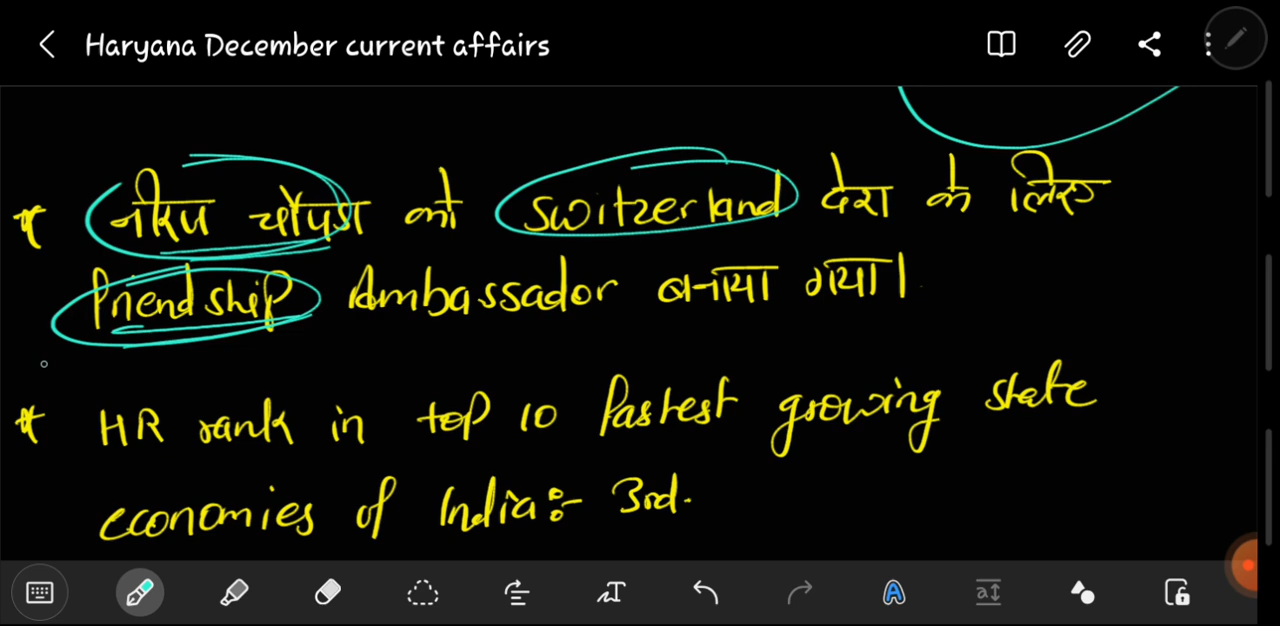 Haryana December current affairs
* नीरज चोपड़ा को Switzerland देश के लिए
friendship Ambassador बनाया गया।
* HR rank in top 10 fastest growing state
economies of India:- 3rd.